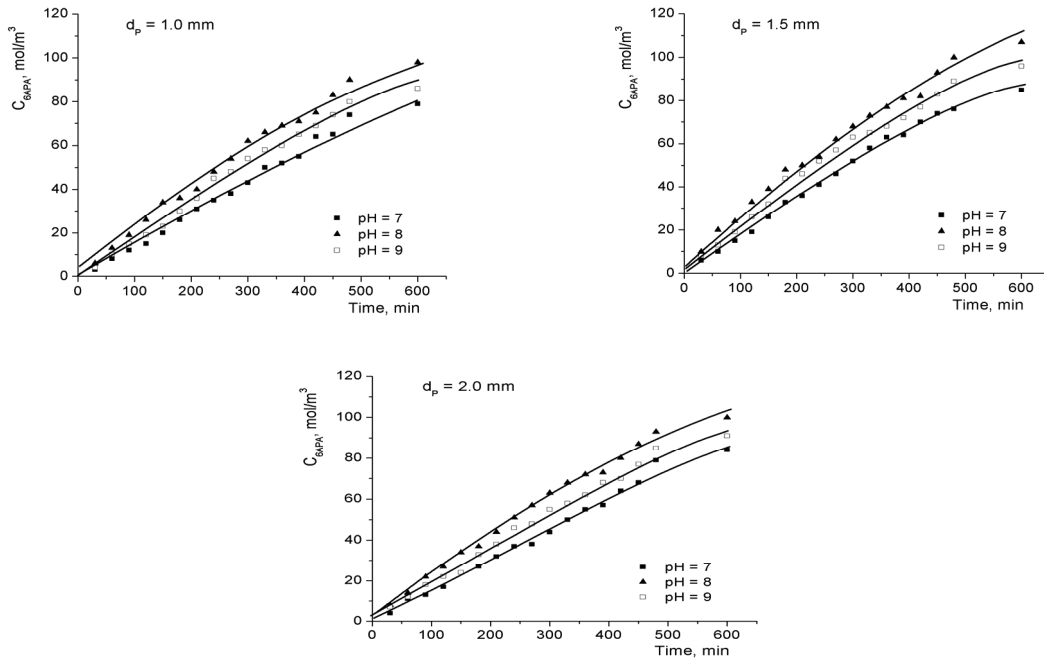 d_P = 1.0 mm
C_6APA, mol/m³
120
100
80
60
40
20
0
pH = 7
pH = 8
pH = 9
0 100 200 300 400 500 600
Time, min
d_P = 1.5 mm
C_6APA, mol/m³
120
100
80
60
40
20
0
pH = 7
pH = 8
pH = 9
0 100 200 300 400 500 600
Time, min
d_P = 2.0 mm
C_6APA, mol/m³
120
100
80
60
40
20
0
pH = 7
pH = 8
pH = 9
0 100 200 300 400 500 600
Time, min